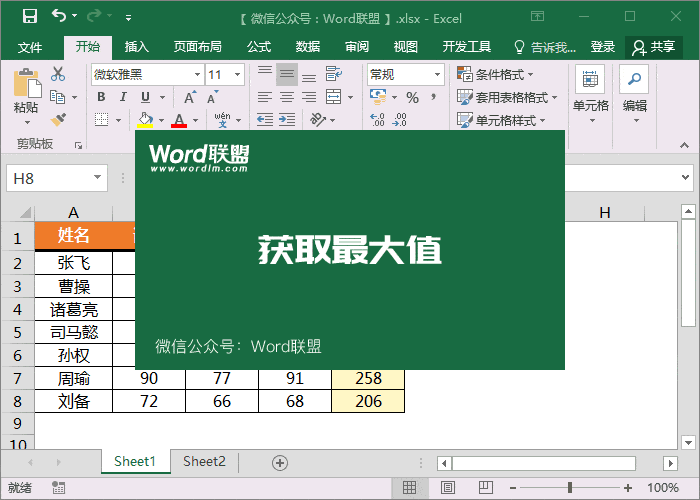 【 微信公众号：Word联盟 】.xlsx - Excel
文件 开始 插入 页面布局 公式 数据 审阅 视图 开发工具 告诉我... 登录 共享
微软雅黑 11 常规 条件格式
粘贴 B I U A A % , 套用表格格式 单元格 编辑
A wén 文 .00 单元格样式
剪贴板
H8
Word联盟
www.wordlm.com
获取最大值
微信公众号：Word联盟
A H
1 姓名
2 张飞
3 曹操
4 诸葛亮
5 司马懿
6 孙权
7 周瑜 90 77 91 258
8 刘备 72 66 68 206
9
10
Sheet1 Sheet2
就绪 100%